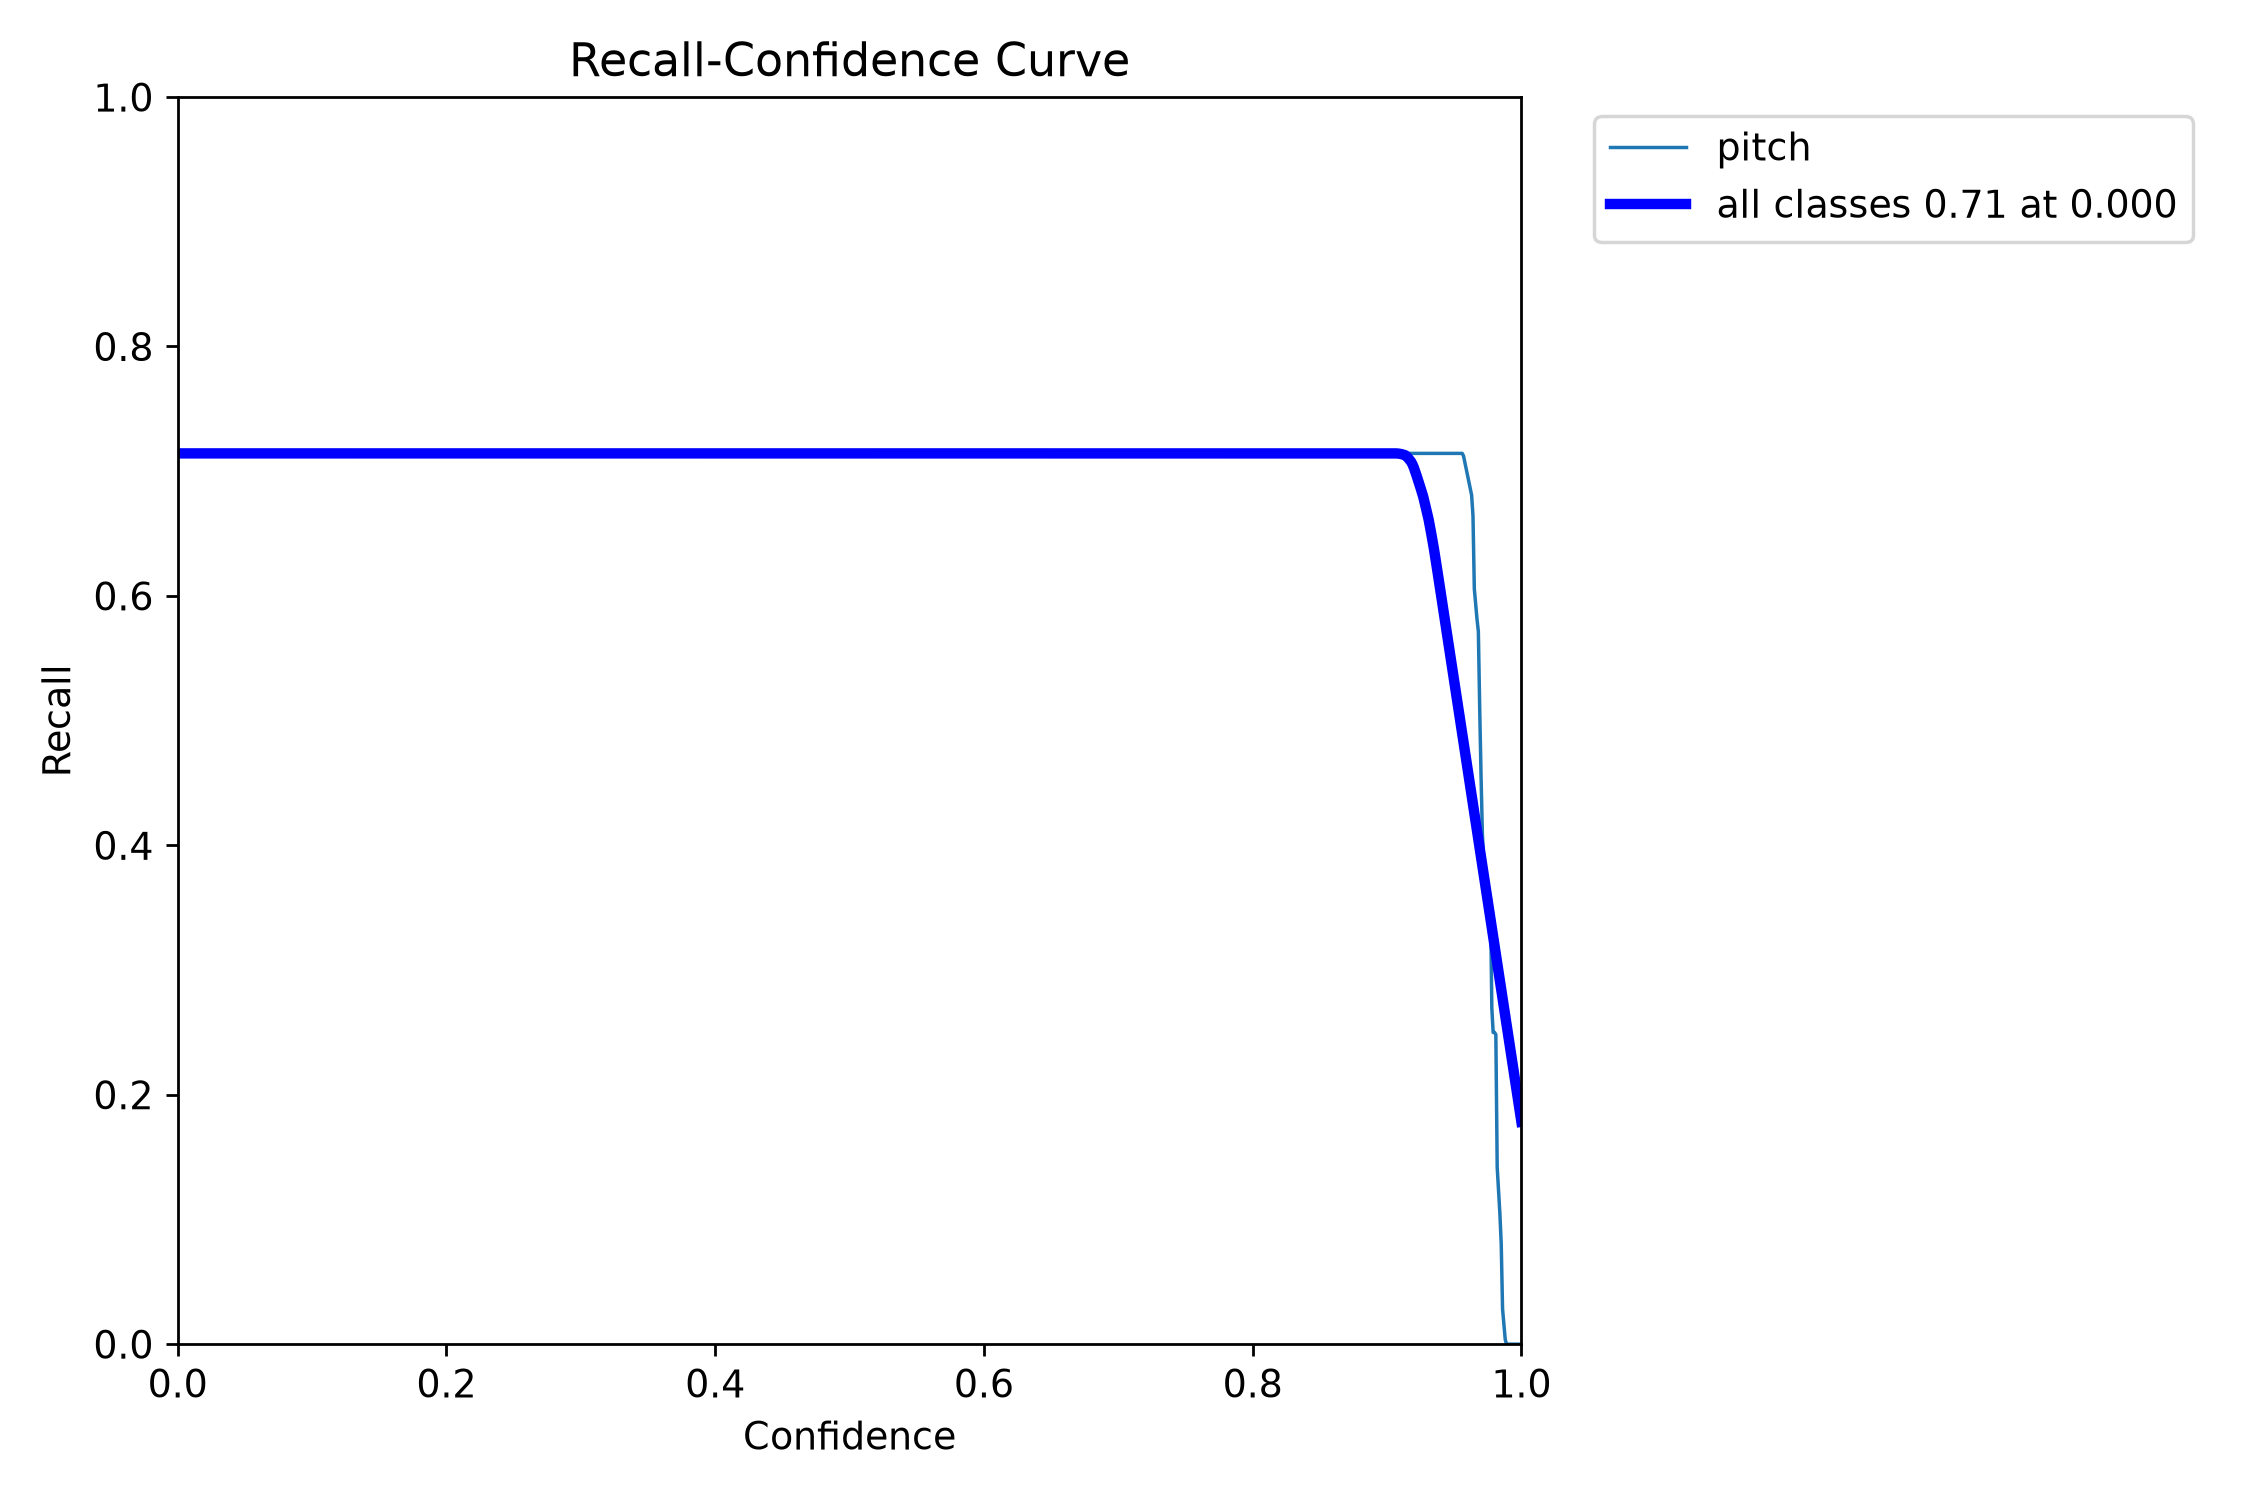 Recall-Confidence Curve
1.0
0.8
0.6
0.4
0.2
0.0
Recall
0.0 0.2 0.4 0.6 0.8 1.0
Confidence
pitch
all classes 0.71 at 0.000